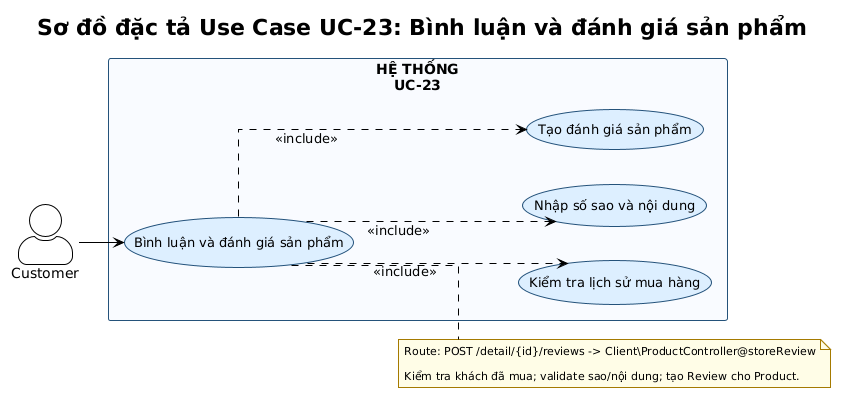 Sơ đồ đặc tả Use Case UC-23: Bình luận và đánh giá sản phẩm
HỆ THỐNG
UC-23
Tạo đánh giá sản phẩm
«include»
Nhập số sao và nội dung
«include»
Bình luận và đánh giá sản phẩm
Customer
«include»
Kiểm tra lịch sử mua hàng
Route: POST /detail/{id}/reviews -> Client\ProductController@storeReview
Kiểm tra khách đã mua; validate sao/nội dung; tạo Review cho Product.